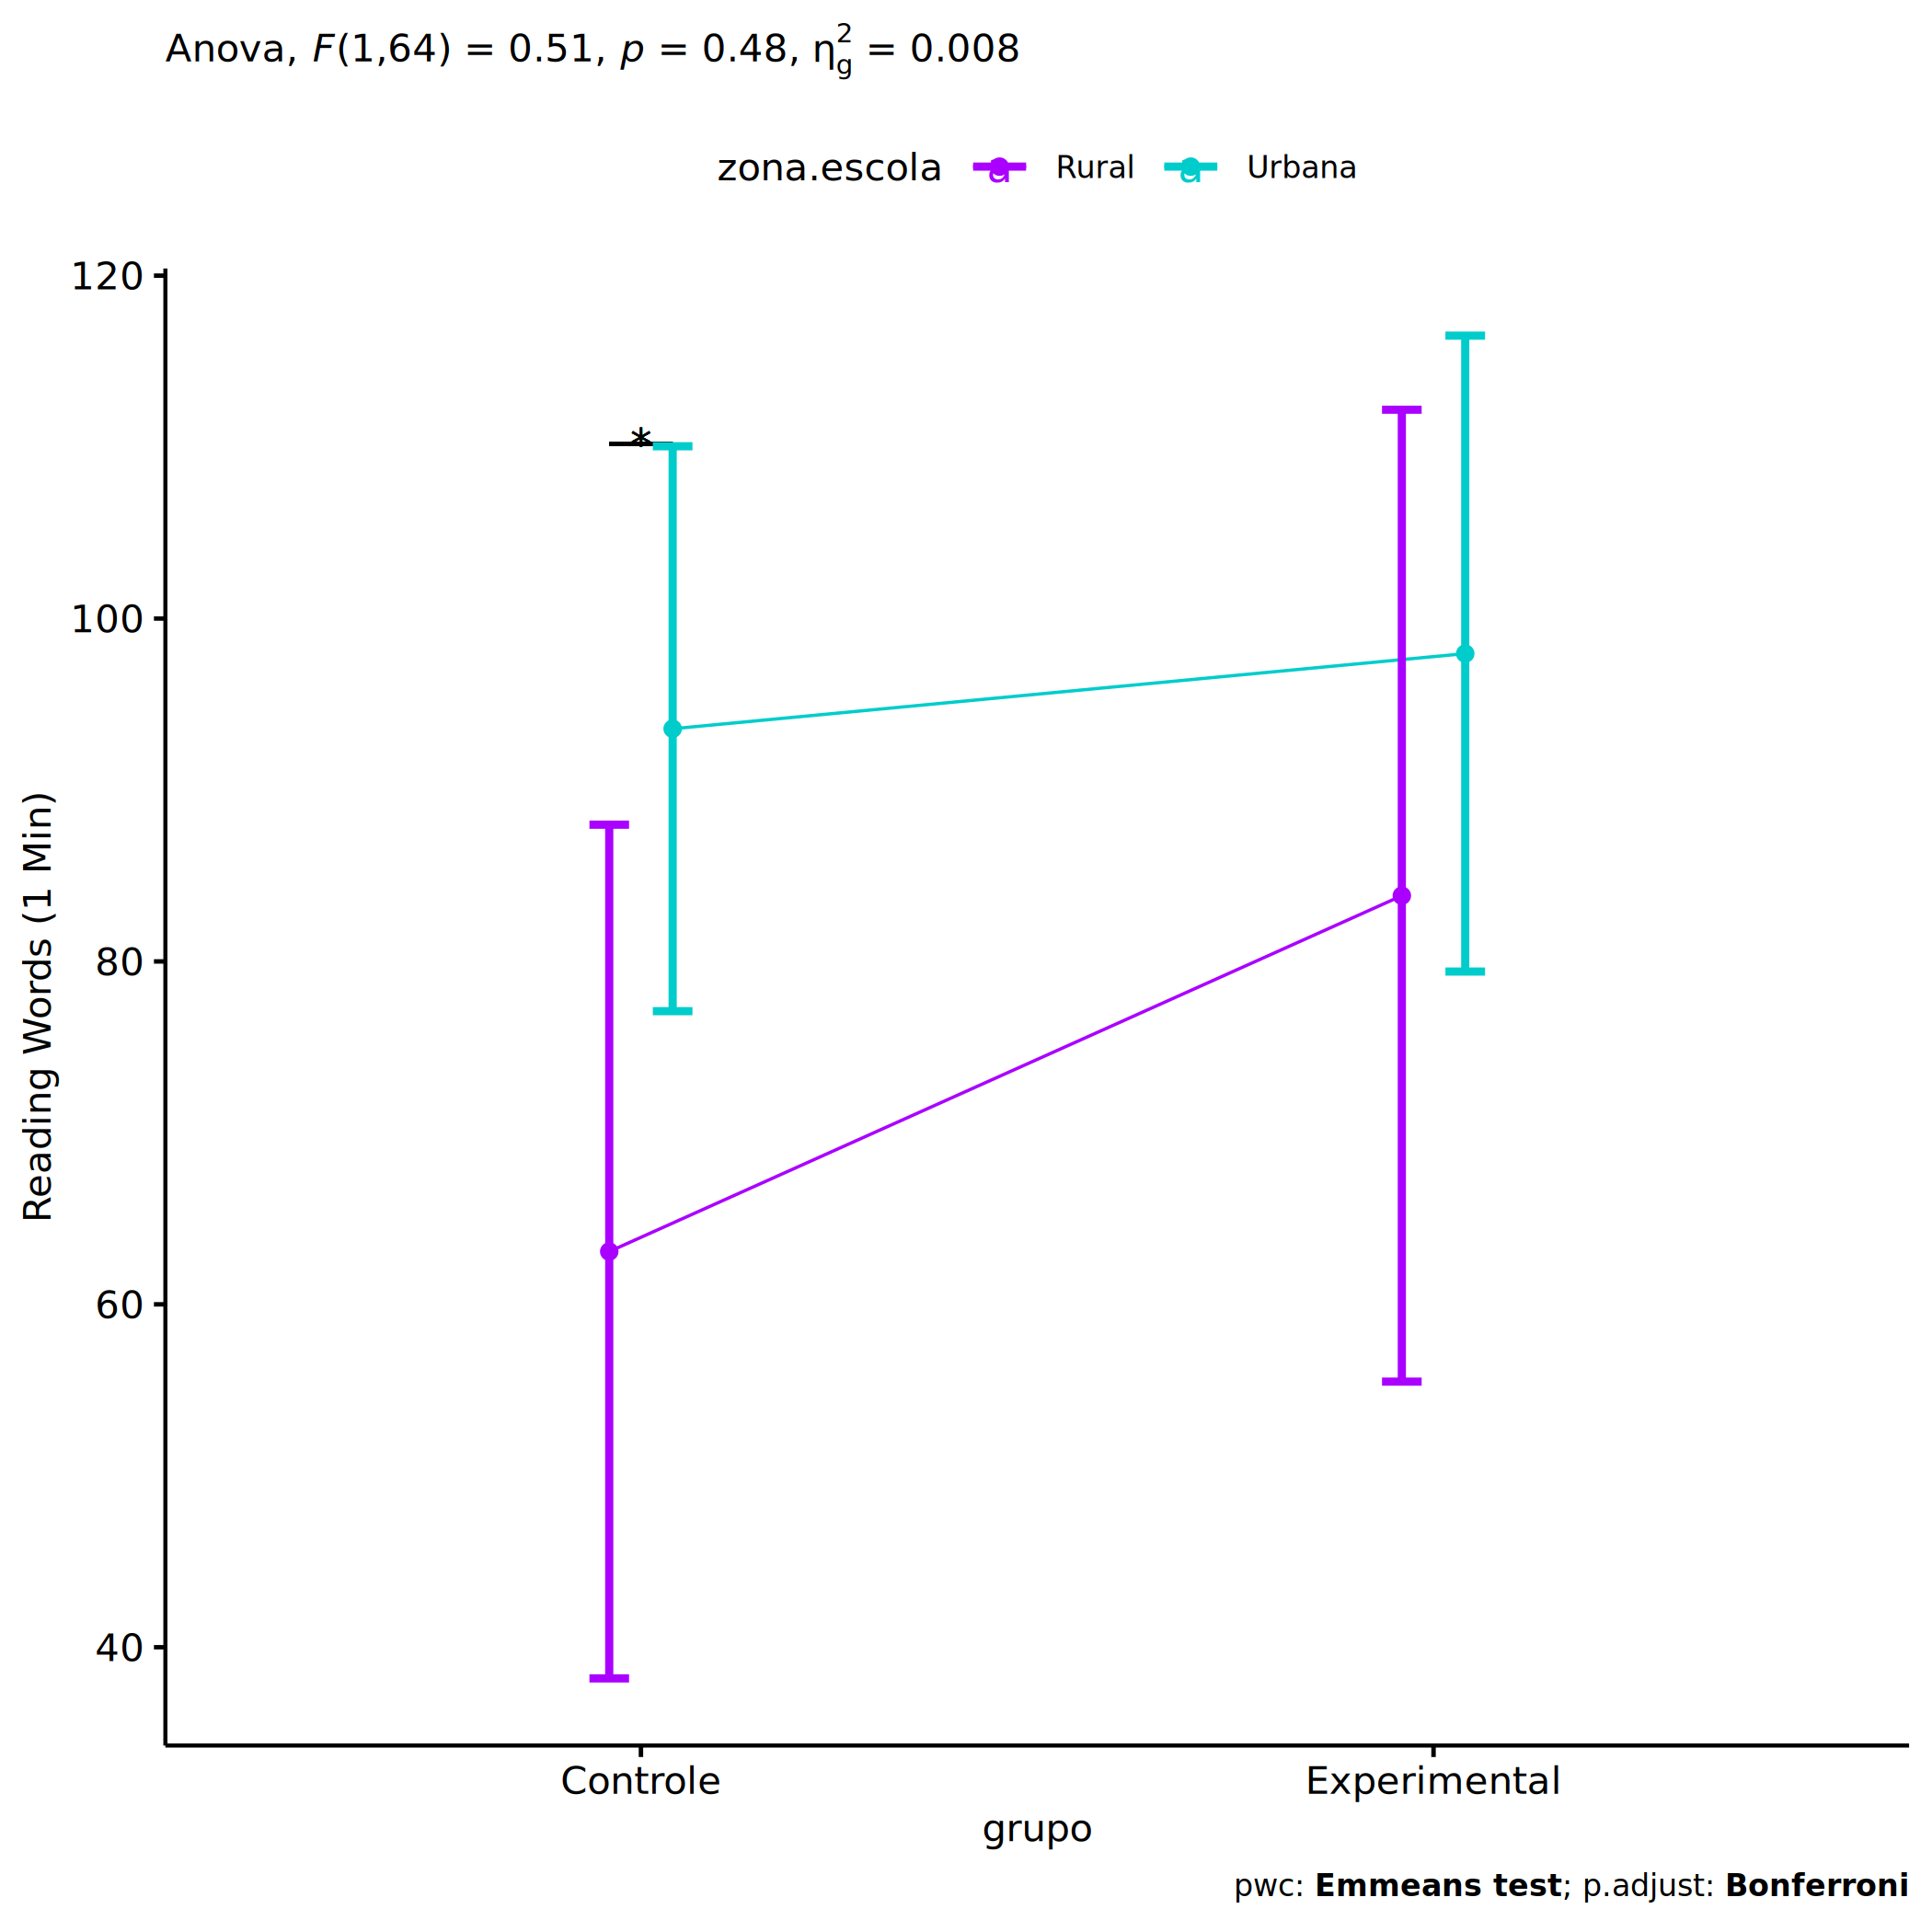 Anova, F(1,64) = 0.51, p = 0.48, η²g = 0.008
zona.escola Rural Urbana
120
100
80
60
40
*
Reading Words (1 Min)
Controle Experimental
grupo
pwc: Emmeans test; p.adjust: Bonferroni